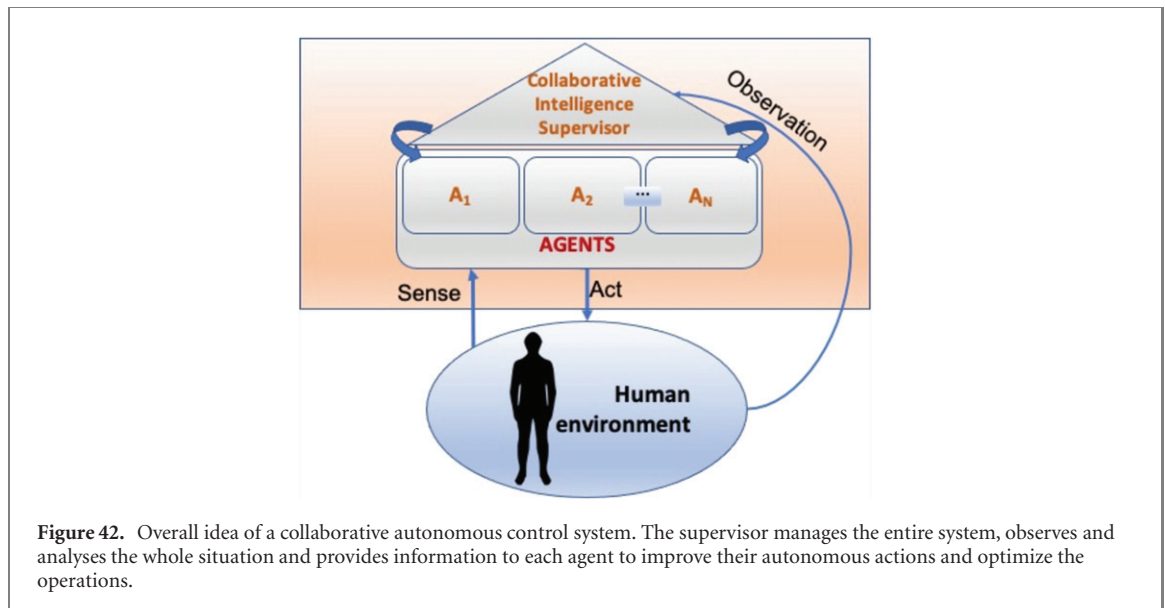 Collaborative
Intelligence
Supervisor
Observation
A1
A2
...
AN
AGENTS
Sense
Act
Human
environment
Figure 42. Overall idea of a collaborative autonomous control system. The supervisor manages the entire system, observes and
analyses the whole situation and provides information to each agent to improve their autonomous actions and optimize the
operations.